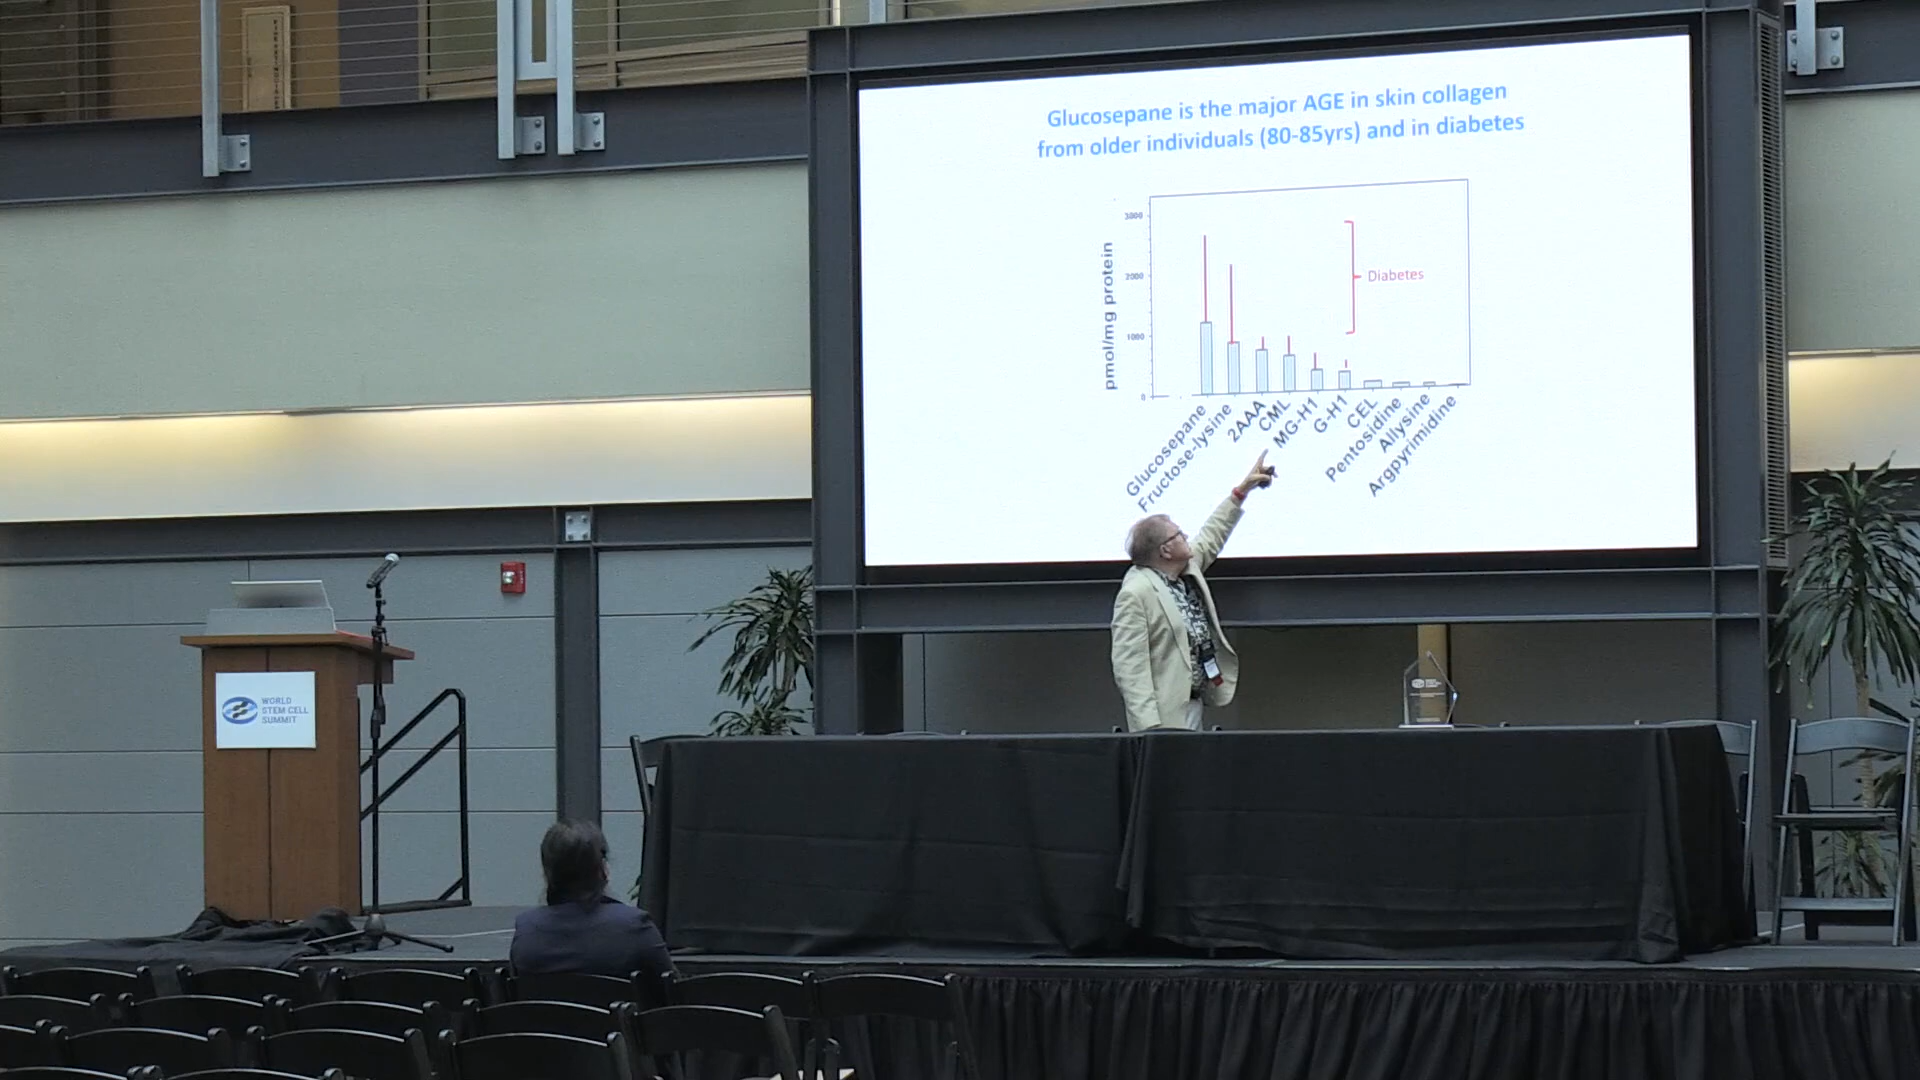 Glucosepane is the major AGE in skin collagen
from older individuals (80-85yrs) and in diabetes
3000
2000
1000
0
pmol/mg protein
Diabetes
Glucosepane
Fructose-lysine
2AAA
CML
MG-H1
G-H1
CEL
Pentosidine
Allysine
Argpyrimidine
WORLD
STEM CELL
SUMMIT